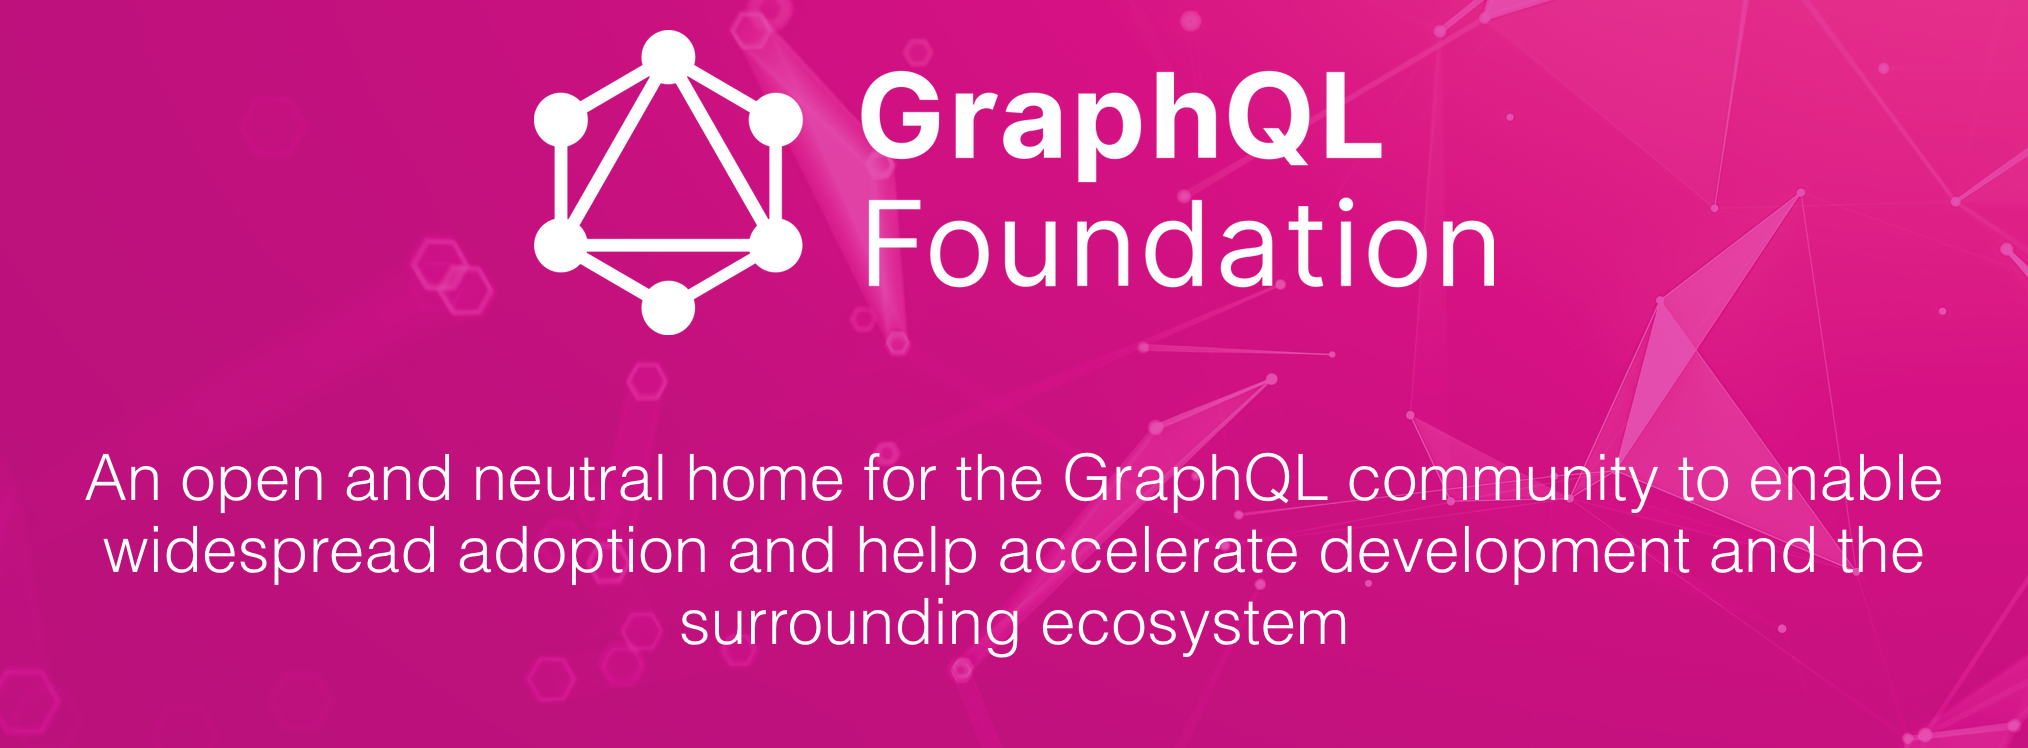 GraphQL
Foundation
An open and neutral home for the GraphQL community to enable
widespread adoption and help accelerate development and the
surrounding ecosystem